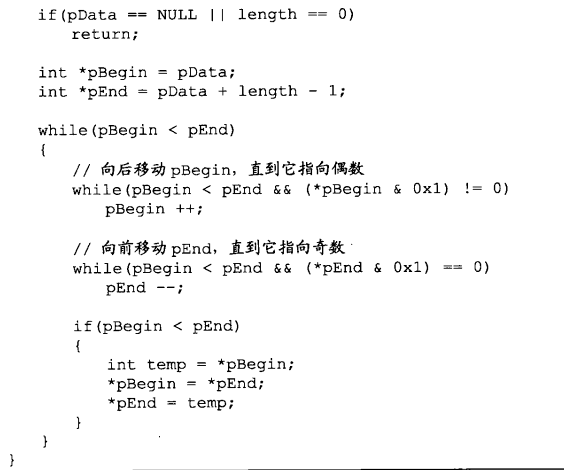 if(pData == NULL || length == 0)
return;
int *pBegin = pData;
int *pEnd = pData + length - 1;
while(pBegin < pEnd)
{
// 向后移动 pBegin，直到它指向偶数
while(pBegin < pEnd && (*pBegin & 0x1) != 0)
pBegin ++;
// 向前移动 pEnd，直到它指向奇数
while(pBegin < pEnd && (*pEnd & 0x1) == 0)
pEnd --;
if(pBegin < pEnd)
{
int temp = *pBegin;
*pBegin = *pEnd;
*pEnd = temp;
}
}
}